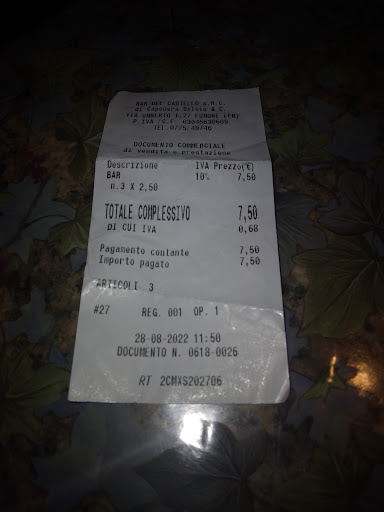 BAR DEL CASTELLO S.N.C.
di Caponera Silvia & C.
VIA UMBERTO I,27 FUMONE (FR)
P.IVA /C.F. 03045630609
TEL.0775/49746
DOCUMENTO COMMERCIALE
di vendita o prestazione
Descrizione IVA Prezzo(€)
BAR 10% 7,50
n.3 X 2,50
TOTALE COMPLESSIVO 7,50
DI CUI IVA 0,68
Pagamento contante 7,50
Importo pagato 7,50
ARTICOLI 3
#27 REG. 001 OP. 1
28-08-2022 11:50
DOCUMENTO N. 0618-0026
RT 2CMXS202706